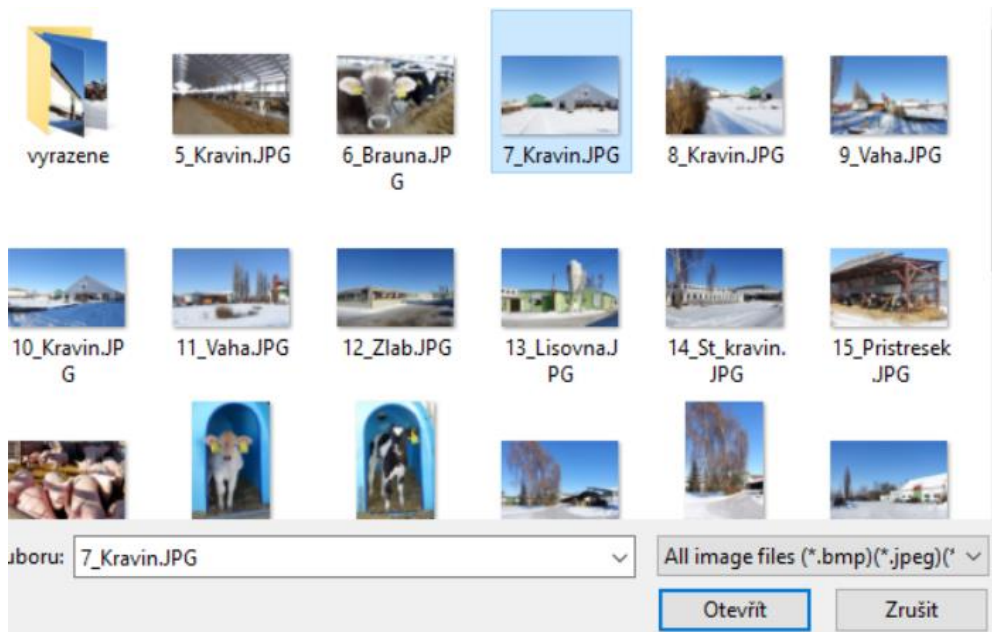 vyrazene
5_Kravin.JPG
6_Brauna.JP
G
7_Kravin.JPG
8_Kravin.JPG
9_Vaha.JPG
10_Kravin.JP
G
11_Vaha.JPG
12_Zlab.JPG
13_Lisovna.J
PG
14_St_kravin.
JPG
15_Pristresek
.JPG
uboru: 7_Kravin.JPG All image files (*.bmp)(*.jpeg)(*
Otevřít Zrušit